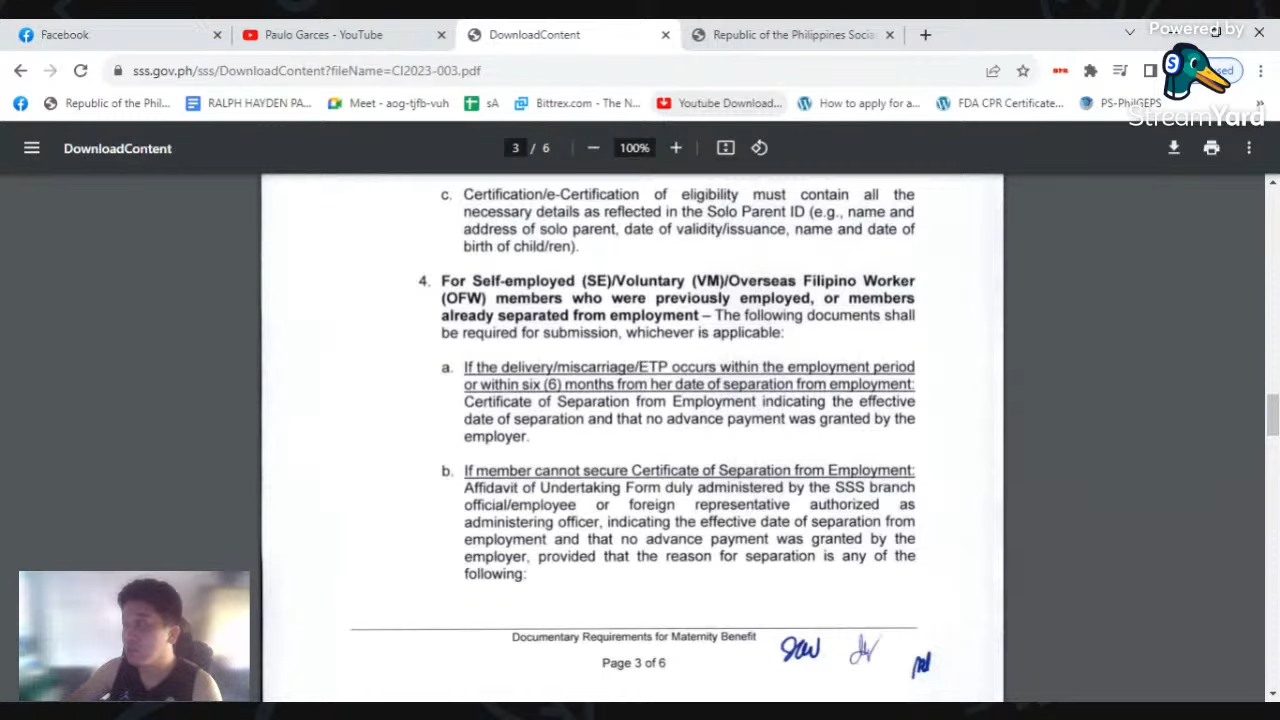 Facebook
Paulo Garces - YouTube
DownloadContent
Republic of the Philippines Socia
Powered by
sss.gov.ph/sss/DownloadContent?fileName=CI2023-003.pdf
Republic of the Phil...
RALPH HAYDEN PA...
Meet - aog-tjfb-vuh
sA
Bittrex.com - The N...
Youtube Download...
How to apply for a...
FDA CPR Certificate...
PS-PhilGEPS
StreamYard
DownloadContent
3 / 6
100%
c. Certification/e-Certification of eligibility must contain all the
necessary details as reflected in the Solo Parent ID (e.g., name and
address of solo parent, date of validity/issuance, name and date of
birth of child/ren).
4. For Self-employed (SE)/Voluntary (VM)/Overseas Filipino Worker
(OFW) members who were previously employed, or members
already separated from employment – The following documents shall
be required for submission, whichever is applicable:
a. If the delivery/miscarriage/ETP occurs within the employment period
or within six (6) months from her date of separation from employment:
Certificate of Separation from Employment indicating the effective
date of separation and that no advance payment was granted by the
employer.
b. If member cannot secure Certificate of Separation from Employment:
Affidavit of Undertaking Form duly administered by the SSS branch
official/employee or foreign representative authorized as
administering officer, indicating the effective date of separation from
employment and that no advance payment was granted by the
employer, provided that the reason for separation is any of the
following:
Documentary Requirements for Maternity Benefit
Page 3 of 6